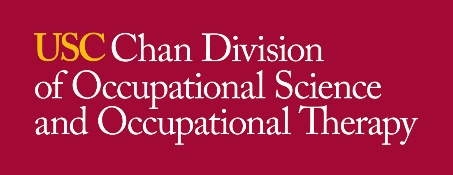 USC Chan Division
of Occupational Science
and Occupational Therapy